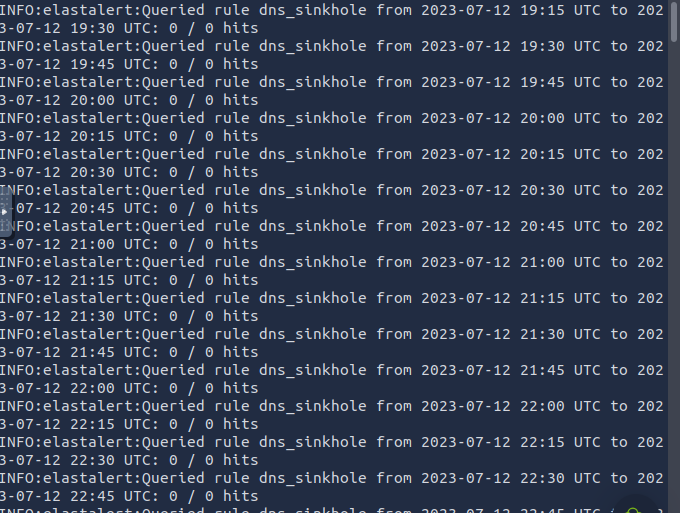 INFO:elastalert:Queried rule dns_sinkhole from 2023-07-12 19:15 UTC to 202
3-07-12 19:30 UTC: 0 / 0 hits
INFO:elastalert:Queried rule dns_sinkhole from 2023-07-12 19:30 UTC to 202
3-07-12 19:45 UTC: 0 / 0 hits
INFO:elastalert:Queried rule dns_sinkhole from 2023-07-12 19:45 UTC to 202
3-07-12 20:00 UTC: 0 / 0 hits
INFO:elastalert:Queried rule dns_sinkhole from 2023-07-12 20:00 UTC to 202
3-07-12 20:15 UTC: 0 / 0 hits
INFO:elastalert:Queried rule dns_sinkhole from 2023-07-12 20:15 UTC to 202
3-07-12 20:30 UTC: 0 / 0 hits
INFO:elastalert:Queried rule dns_sinkhole from 2023-07-12 20:30 UTC to 202
3-07-12 20:45 UTC: 0 / 0 hits
INFO:elastalert:Queried rule dns_sinkhole from 2023-07-12 20:45 UTC to 202
3-07-12 21:00 UTC: 0 / 0 hits
INFO:elastalert:Queried rule dns_sinkhole from 2023-07-12 21:00 UTC to 202
3-07-12 21:15 UTC: 0 / 0 hits
INFO:elastalert:Queried rule dns_sinkhole from 2023-07-12 21:15 UTC to 202
3-07-12 21:30 UTC: 0 / 0 hits
INFO:elastalert:Queried rule dns_sinkhole from 2023-07-12 21:30 UTC to 202
3-07-12 21:45 UTC: 0 / 0 hits
INFO:elastalert:Queried rule dns_sinkhole from 2023-07-12 21:45 UTC to 202
3-07-12 22:00 UTC: 0 / 0 hits
INFO:elastalert:Queried rule dns_sinkhole from 2023-07-12 22:00 UTC to 202
3-07-12 22:15 UTC: 0 / 0 hits
INFO:elastalert:Queried rule dns_sinkhole from 2023-07-12 22:15 UTC to 202
3-07-12 22:30 UTC: 0 / 0 hits
INFO:elastalert:Queried rule dns_sinkhole from 2023-07-12 22:30 UTC to 202
3-07-12 22:45 UTC: 0 / 0 hits